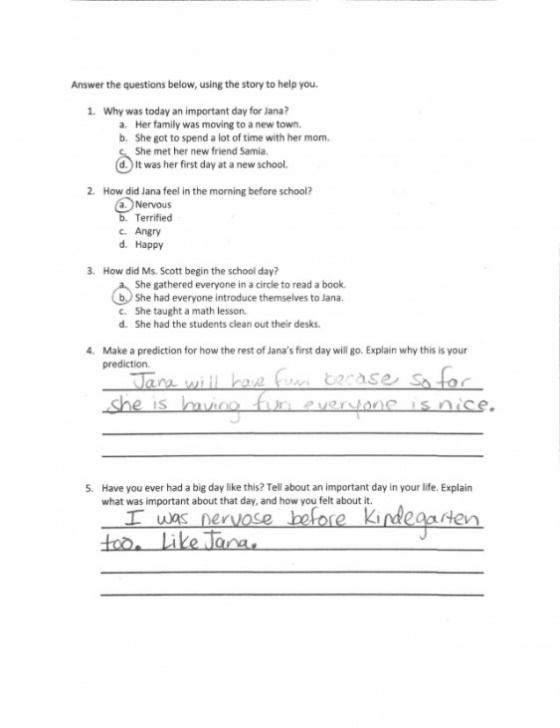 Answer the questions below, using the story to help you.
1. Why was today an important day for Jana?
a. Her family was moving to a new town.
b. She got to spend a lot of time with her mom.
c. She met her new friend Samia.
d. It was her first day at a new school.
2. How did Jana feel in the morning before school?
a. Nervous
b. Terrified
c. Angry
d. Happy
3. How did Ms. Scott begin the school day?
a. She gathered everyone in a circle to read a book.
b. She had everyone introduce themselves to Jana.
c. She taught a math lesson.
d. She had the students clean out their desks.
4. Make a prediction for how the rest of Jana's first day will go. Explain why this is your
prediction.
Jana will have fun becase so far
she is having fun everyone is nice.
5. Have you ever had a big day like this? Tell about an important day in your life. Explain
what was important about that day, and how you felt about it.
I was nervose before Kindegarten
too. Like Jana.